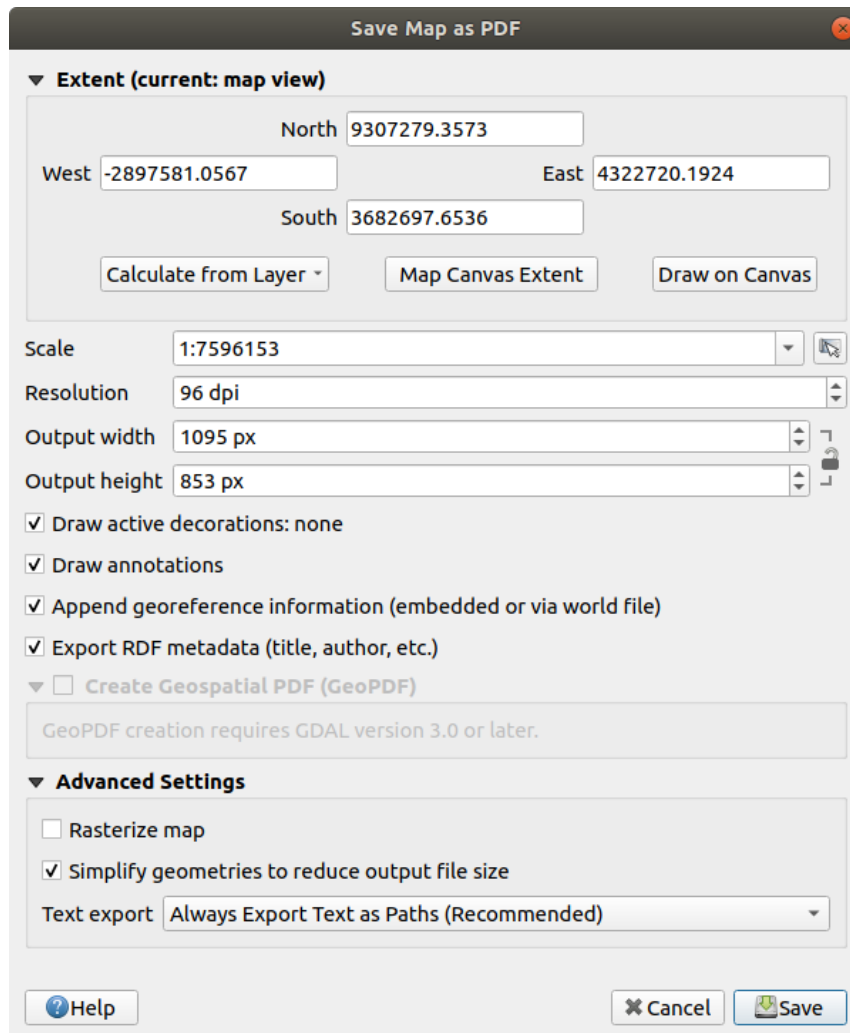 Save Map as PDF
Extent (current: map view)
North 9307279.3573
West -2897581.0567 East 4322720.1924
South 3682697.6536
Calculate from Layer Map Canvas Extent Draw on Canvas
Scale 1:7596153
Resolution 96 dpi
Output width 1095 px
Output height 853 px
Draw active decorations: none
Draw annotations
Append georeference information (embedded or via world file)
Export RDF metadata (title, author, etc.)
Create Geospatial PDF (GeoPDF)
GeoPDF creation requires GDAL version 3.0 or later.
Advanced Settings
Rasterize map
Simplify geometries to reduce output file size
Text export Always Export Text as Paths (Recommended)
Help Cancel Save